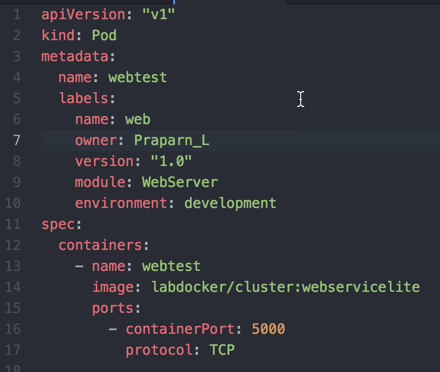 1 apiVersion: "v1"
2 kind: Pod
3 metadata:
4   name: webtest
5   labels:
6     name: web
7     owner: Praparn_L
8     version: "1.0"
9     module: WebServer
10     environment: development
11 spec:
12   containers:
13     - name: webtest
14       image: labdocker/cluster:webservicelite
15       ports:
16         - containerPort: 5000
17           protocol: TCP
18